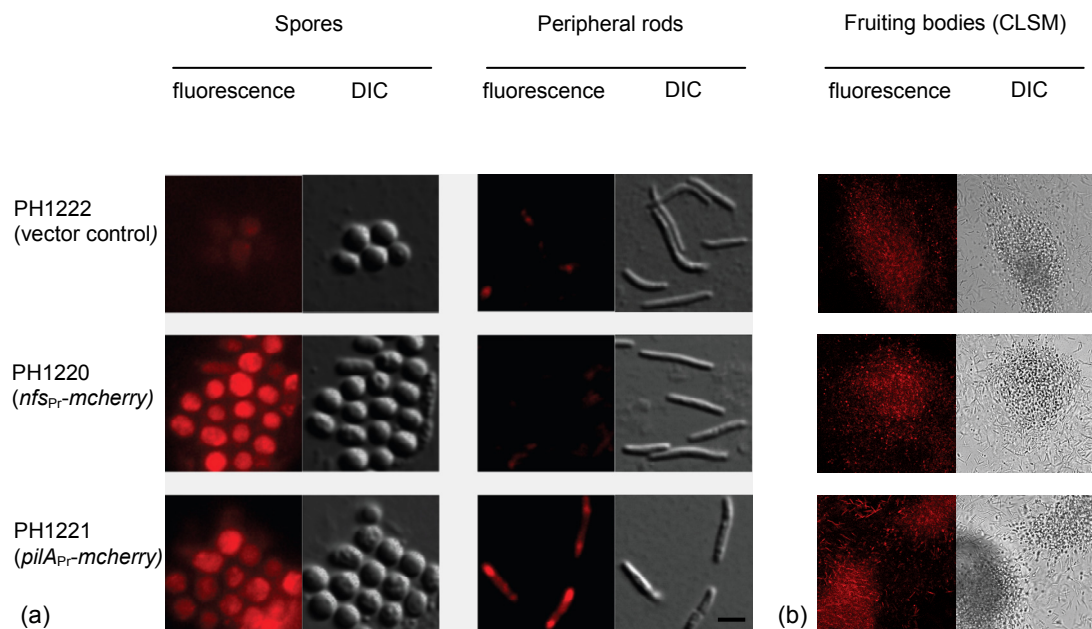 Spores Peripheral rods Fruiting bodies (CLSM)
fluorescence DIC fluorescence DIC fluorescence DIC
PH1222
(vector control)
PH1220
(nfsPr-mcherry)
PH1221
(pilAPr-mcherry)
(a) (b)